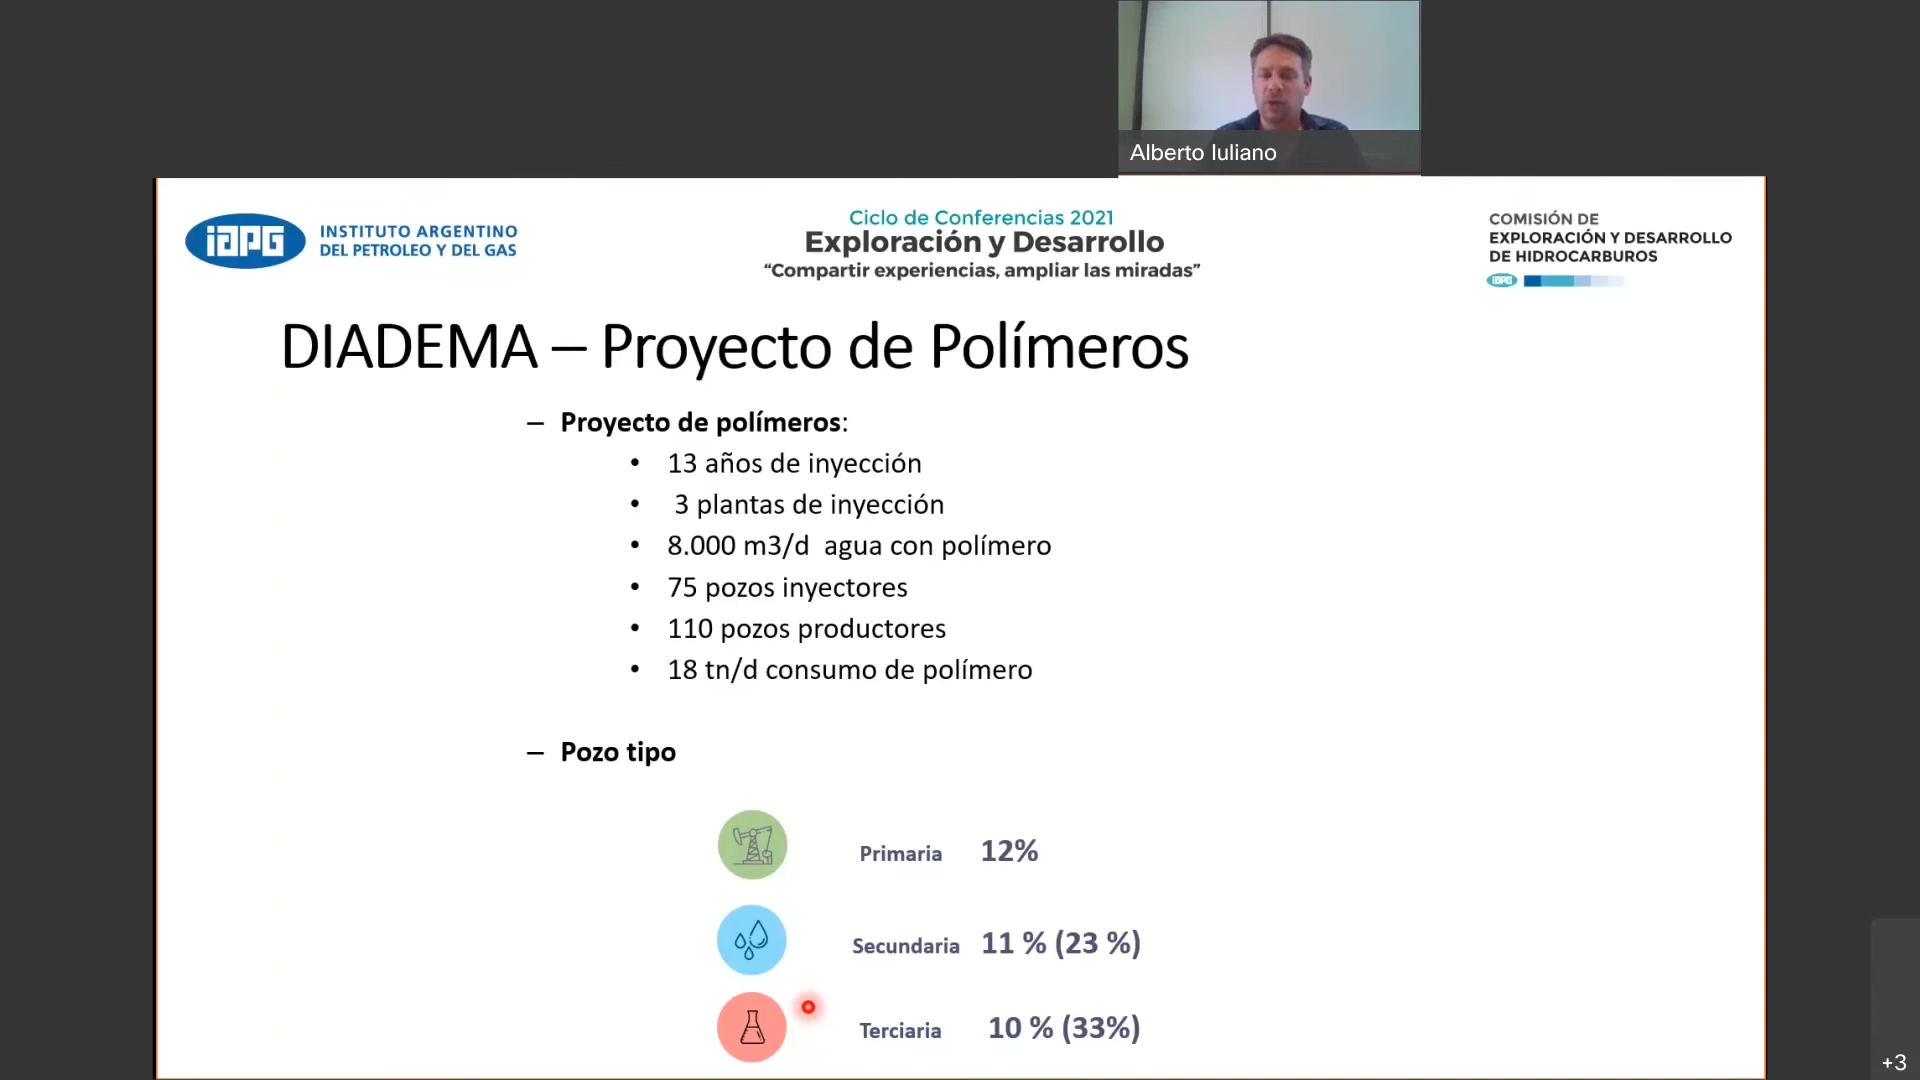 Alberto Iuliano
iapg
INSTITUTO ARGENTINO
DEL PETROLEO Y DEL GAS
Ciclo de Conferencias 2021
Exploración y Desarrollo
“Compartir experiencias, ampliar las miradas”
COMISIÓN DE
EXPLORACIÓN Y DESARROLLO
DE HIDROCARBUROS
iapg
DIADEMA – Proyecto de Polímeros
– Proyecto de polímeros:
• 13 años de inyección
• 3 plantas de inyección
• 8.000 m3/d agua con polímero
• 75 pozos inyectores
• 110 pozos productores
• 18 tn/d consumo de polímero
– Pozo tipo
Primaria 12%
Secundaria 11 % (23 %)
Terciaria 10 % (33%)
+3